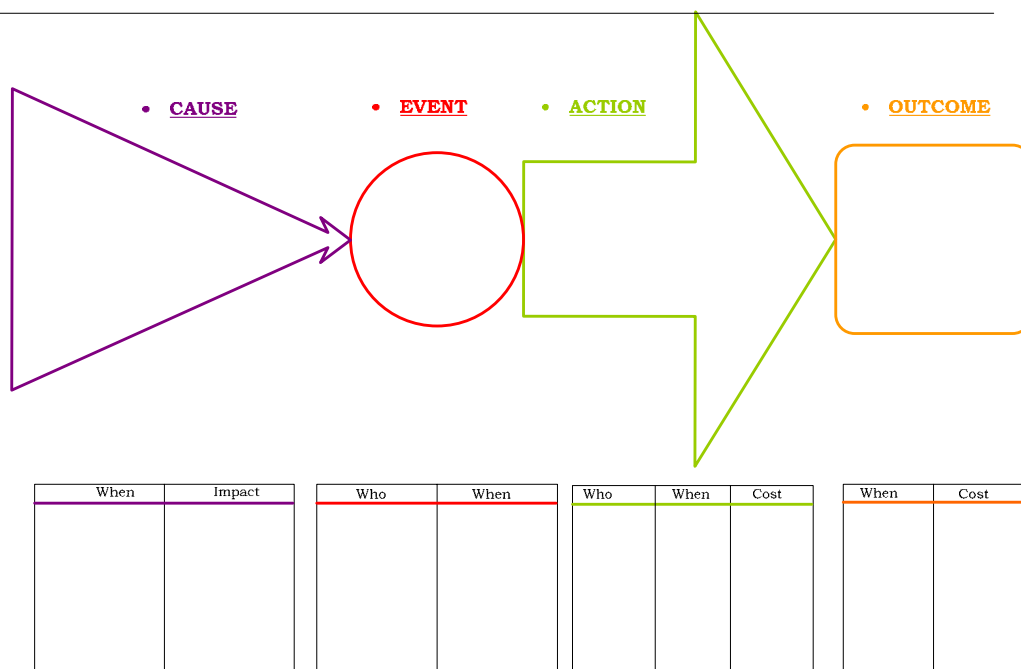 • CAUSE
• EVENT
• ACTION
• OUTCOME
When Impact
Who When
Who When Cost
When Cost